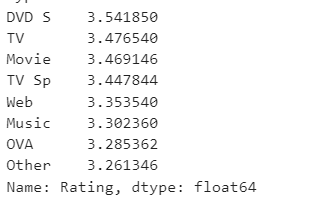 DVD S    3.541850
TV       3.476540
Movie    3.469146
TV Sp    3.447844
Web      3.353540
Music    3.302360
OVA      3.285362
Other    3.261346
Name: Rating, dtype: float64